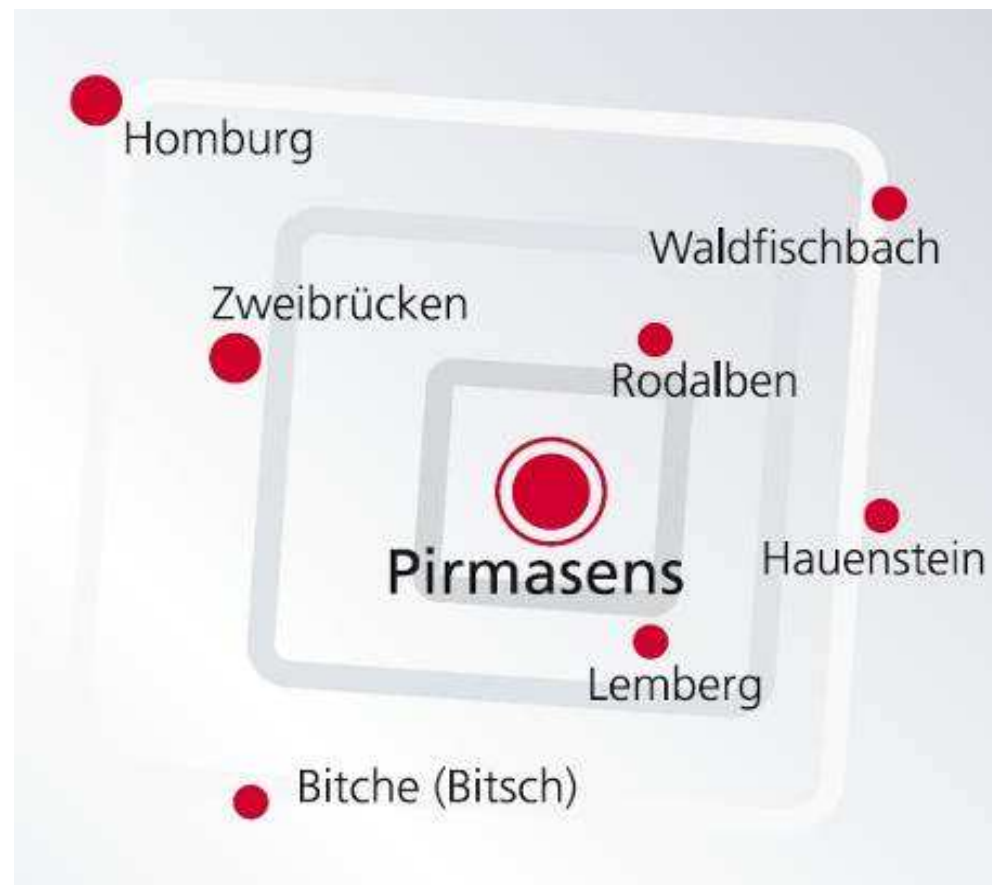 Homburg
Waldfischbach
Zweibrücken
Rodalben
Pirmasens
Hauenstein
Lemberg
Bitche (Bitsch)